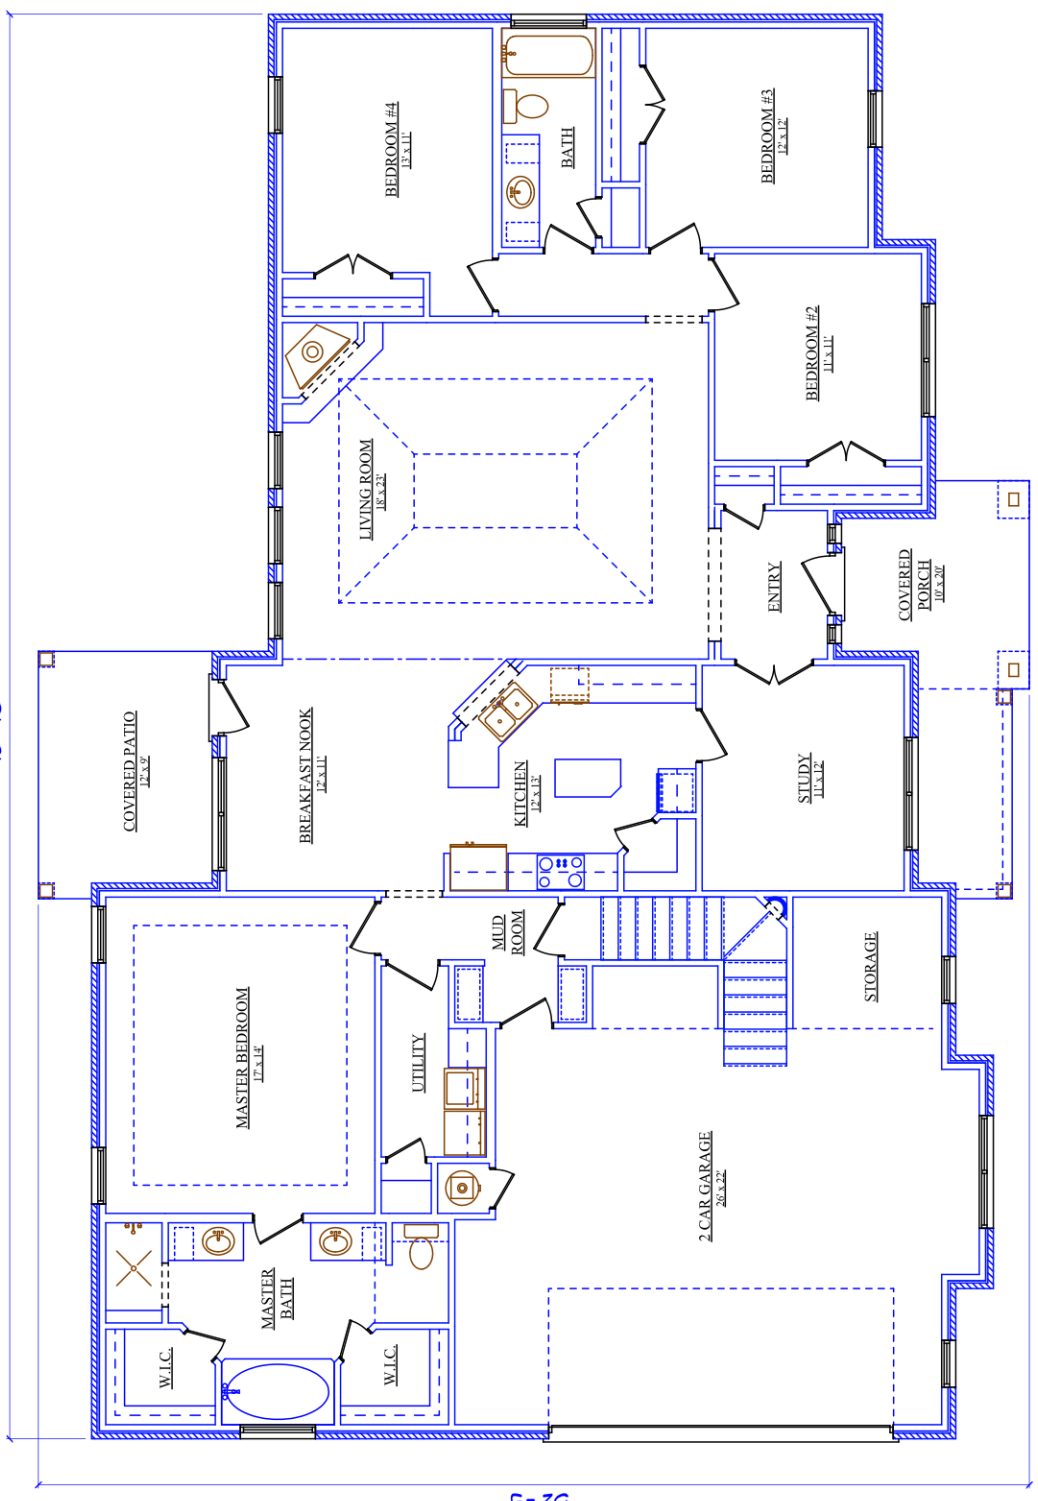 BEDROOM #4
13' x 11'
BATH
BEDROOM #3
12' x 12'
BEDROOM #2
11' x 11'
LIVING ROOM
18' x 23'
ENTRY
COVERED
PORCH
10' x 20'
COVERED PATIO
12' x 9'
BREAKFAST NOOK
12' x 11'
KITCHEN
12' x 13'
STUDY
11' x 12'
MUD
ROOM
STORAGE
MASTER BEDROOM
17' x 14'
UTILITY
2 CAR GARAGE
26' x 22'
MASTER
BATH
W.I.C.
W.I.C.